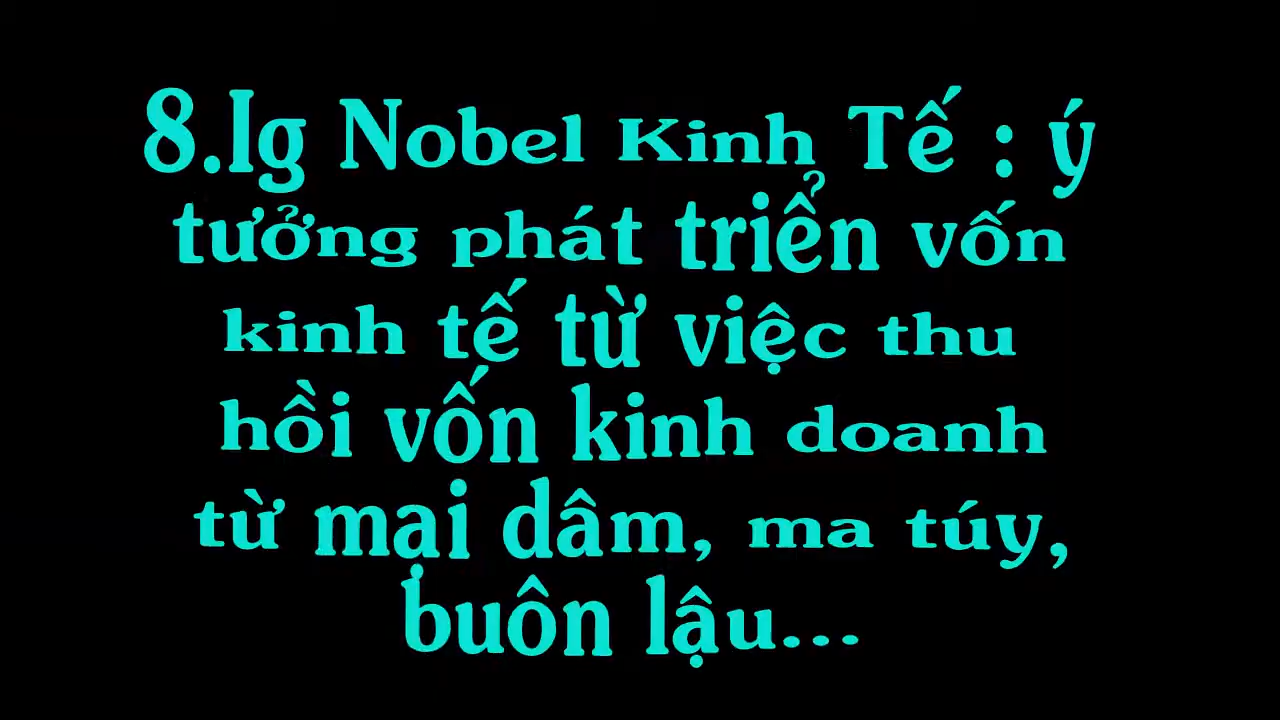 8.Ig Nobel Kinh Tế : ý
tưởng phát triển vốn
kinh tế từ việc thu
hồi vốn kinh doanh
từ mại dâm, ma túy,
buôn lậu...